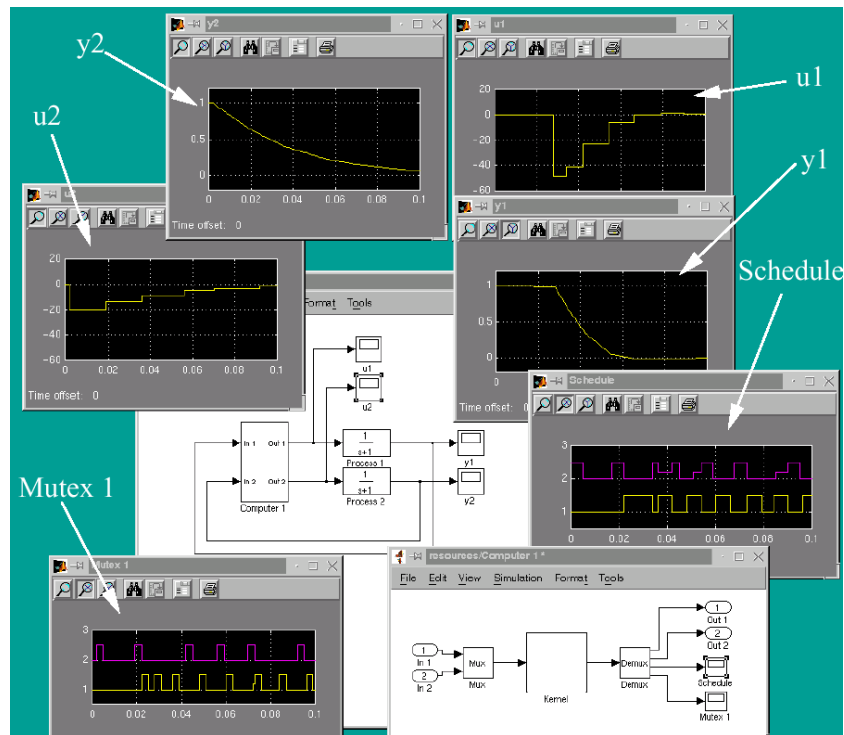 y2
y2
1
0.5
0
0 0.02 0.04 0.06 0.08 0.1
Time offset: 0
u1
u1
20
0
-20
-40
-60
u2
20
0
-20
-40
-60
0 0.02 0.04 0.06 0.08 0.1
Time offset: 0
y1
y1
1
0.5
0
0
Time offset: 0
Format Tools
u1
u2
In 1 Out 1
In 2 Out 2
Computer 1
1
s+1
Process 1
1
s+1
Process 2
y1
y2
Schedule
Schedule
3
2
1
0 0.02 0.04 0.06 0.08 0.1
Mutex 1
Mutex 1
3
2
1
0 0.02 0.04 0.06 0.08 0.1
resources/Computer 1 *
File Edit View Simulation Format Tools
1
In 1
2
In 2
Mux
Mux
Kernel
Demux
Demux
1
Out 1
2
Out 2
Schedule
Mutex 1